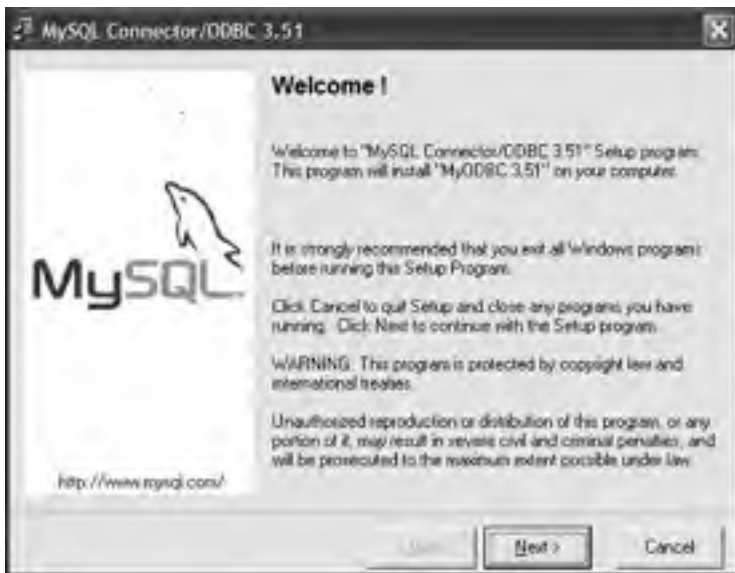 MySQL Connector/ODBC 3.51
Welcome !
Welcome to "MySQL Connector/ODBC 3.51" Setup program.
This program will install "MyODBC 3.51" on your computer.
It is strongly recommended that you exit all Windows programs
before running this Setup Program.
Click Cancel to quit Setup and close any programs you have
running. Click Next to continue with the Setup program.
WARNING: This program is protected by copyright law and
international treaties.
Unauthorized reproduction or distribution of this program, or any
portion of it, may result in severe civil and criminal penalties, and
will be prosecuted to the maximum extent possible under law.
MySQL
http://www.mysql.com/
Next >
Cancel